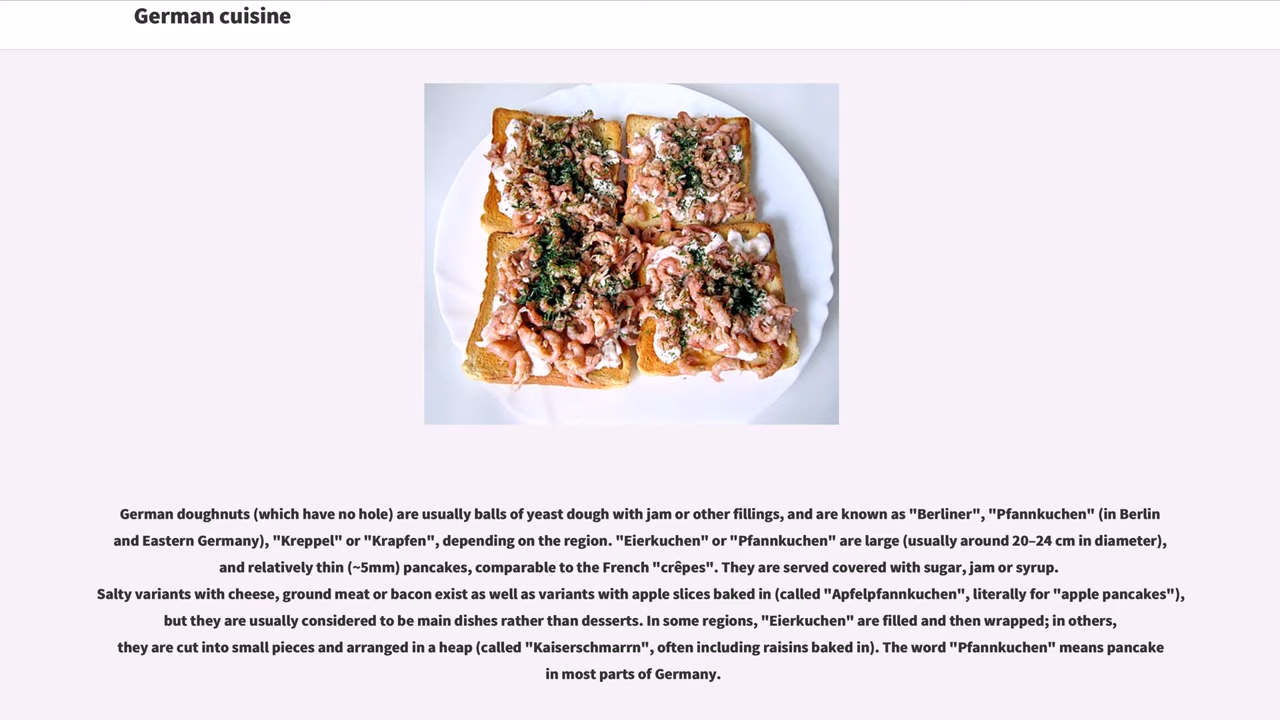 German cuisine
German doughnuts (which have no hole) are usually balls of yeast dough with jam or other fillings, and are known as "Berliner", "Pfannkuchen" (in Berlin
and Eastern Germany), "Kreppel" or "Krapfen", depending on the region. "Eierkuchen" or "Pfannkuchen" are large (usually around 20–24 cm in diameter),
and relatively thin (~5mm) pancakes, comparable to the French "crêpes". They are served covered with sugar, jam or syrup.
Salty variants with cheese, ground meat or bacon exist as well as variants with apple slices baked in (called "Apfelpfannkuchen", literally for "apple pancakes"),
but they are usually considered to be main dishes rather than desserts. In some regions, "Eierkuchen" are filled and then wrapped; in others,
they are cut into small pieces and arranged in a heap (called "Kaiserschmarrn", often including raisins baked in). The word "Pfannkuchen" means pancake
in most parts of Germany.